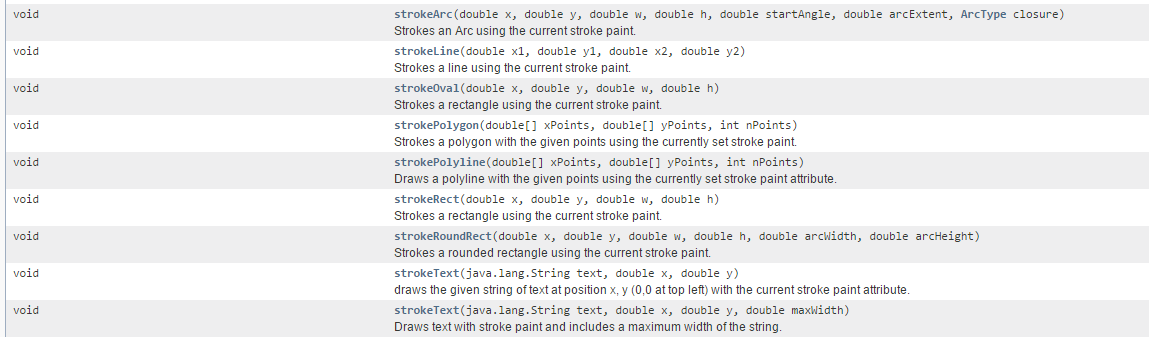 void strokeArc(double x, double y, double w, double h, double startAngle, double arcExtent, ArcType closure)
Strokes an Arc using the current stroke paint.
void strokeLine(double x1, double y1, double x2, double y2)
Strokes a line using the current stroke paint.
void strokeOval(double x, double y, double w, double h)
Strokes a rectangle using the current stroke paint.
void strokePolygon(double[] xPoints, double[] yPoints, int nPoints)
Strokes a polygon with the given points using the currently set stroke paint.
void strokePolyline(double[] xPoints, double[] yPoints, int nPoints)
Draws a polyline with the given points using the currently set stroke paint attribute.
void strokeRect(double x, double y, double w, double h)
Strokes a rectangle using the current stroke paint.
void strokeRoundRect(double x, double y, double w, double h, double arcWidth, double arcHeight)
Strokes a rounded rectangle using the current stroke paint.
void strokeText(java.lang.String text, double x, double y)
draws the given string of text at position x, y (0,0 at top left) with the current stroke paint attribute.
void strokeText(java.lang.String text, double x, double y, double maxWidth)
Draws text with stroke paint and includes a maximum width of the string.